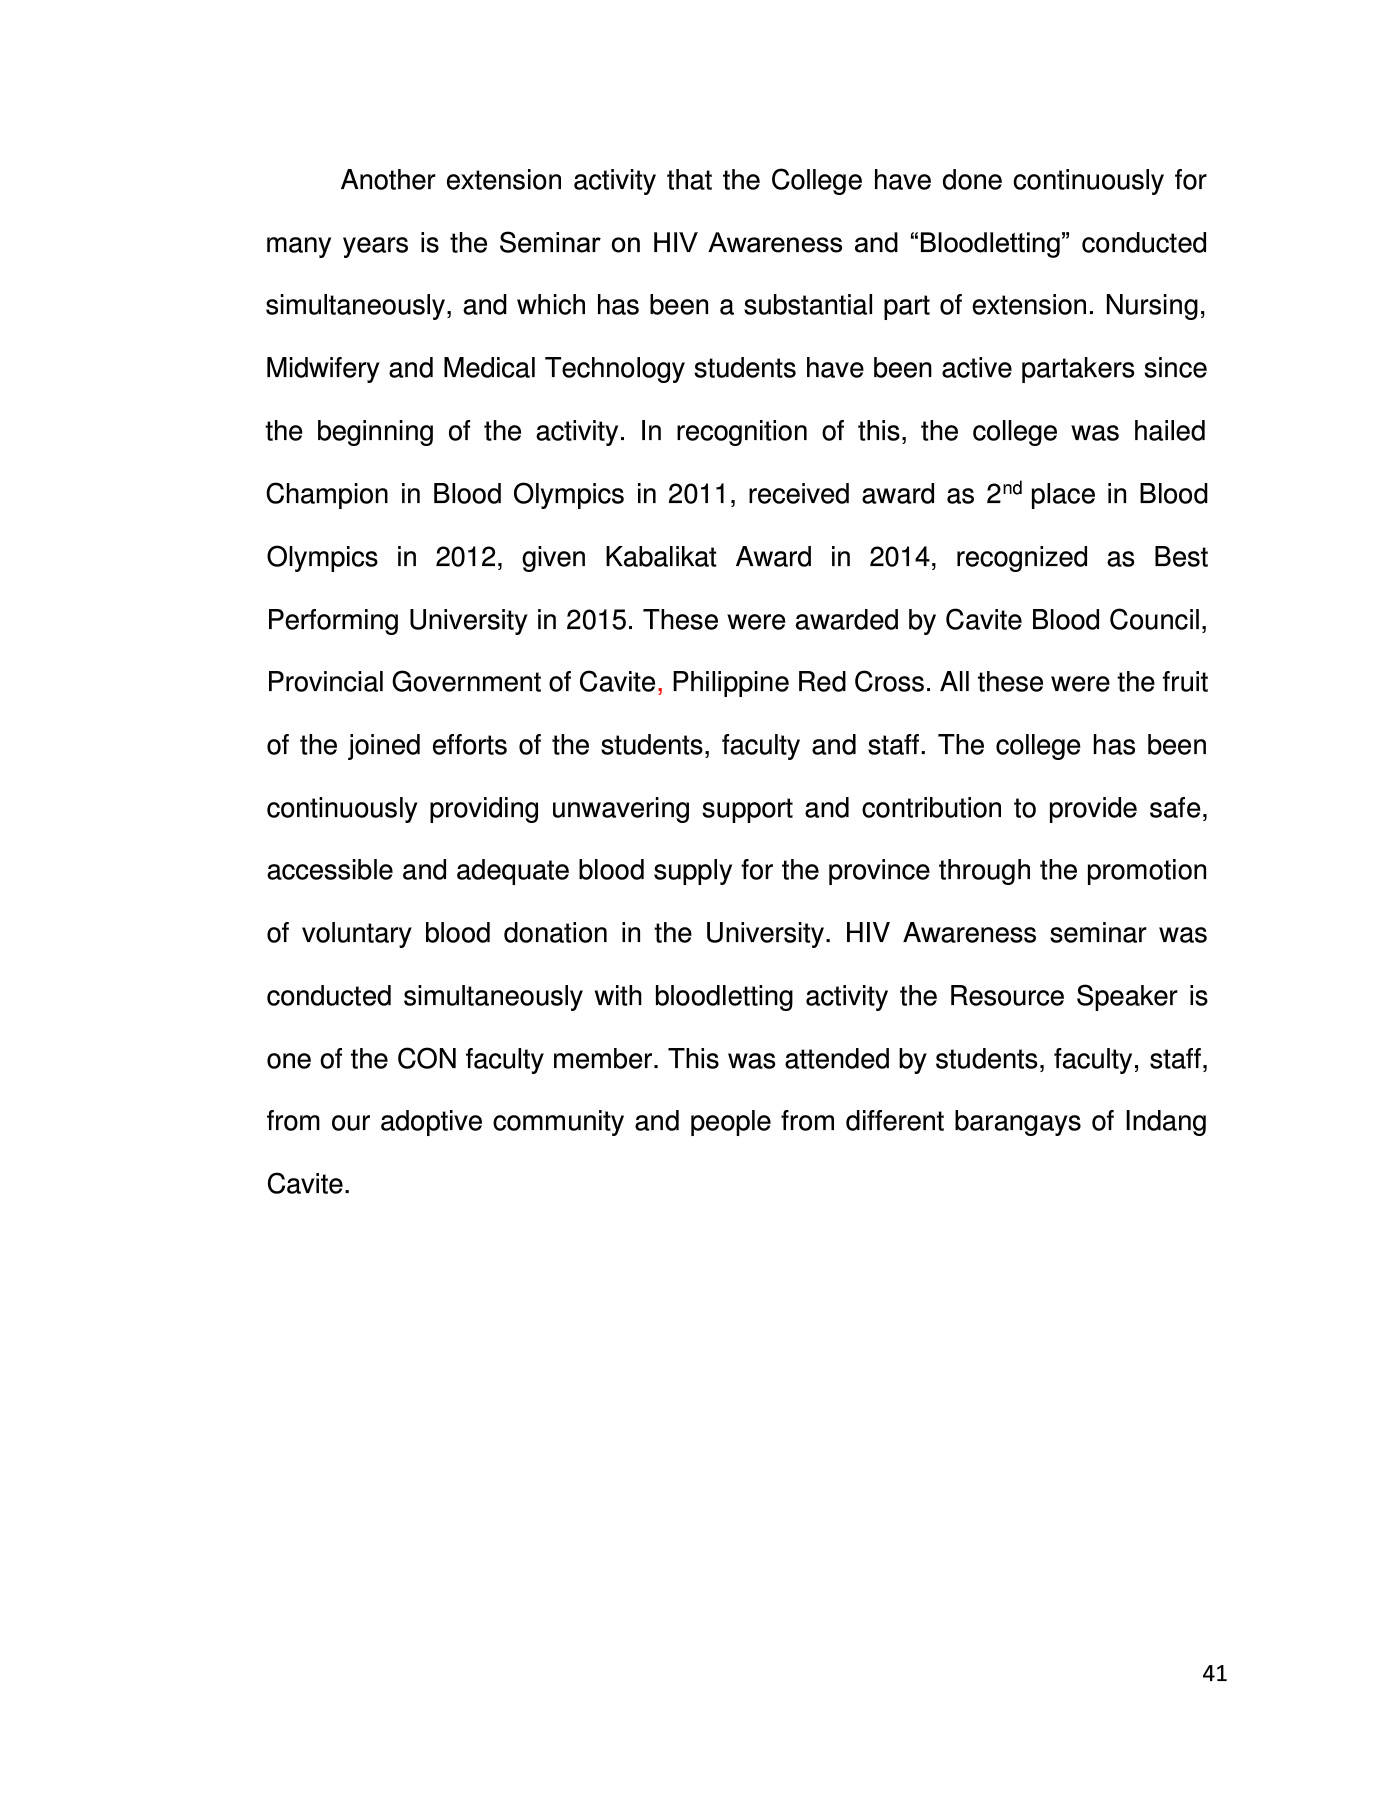 Another extension activity that the College have done continuously for
many years is the Seminar on HIV Awareness and “Bloodletting” conducted
simultaneously, and which has been a substantial part of extension. Nursing,
Midwifery and Medical Technology students have been active partakers since
the beginning of the activity. In recognition of this, the college was hailed
Champion in Blood Olympics in 2011, received award as 2nd place in Blood
Olympics in 2012, given Kabalikat Award in 2014, recognized as Best
Performing University in 2015. These were awarded by Cavite Blood Council,
Provincial Government of Cavite, Philippine Red Cross. All these were the fruit
of the joined efforts of the students, faculty and staff. The college has been
continuously providing unwavering support and contribution to provide safe,
accessible and adequate blood supply for the province through the promotion
of voluntary blood donation in the University. HIV Awareness seminar was
conducted simultaneously with bloodletting activity the Resource Speaker is
one of the CON faculty member. This was attended by students, faculty, staff,
from our adoptive community and people from different barangays of Indang
Cavite.
41